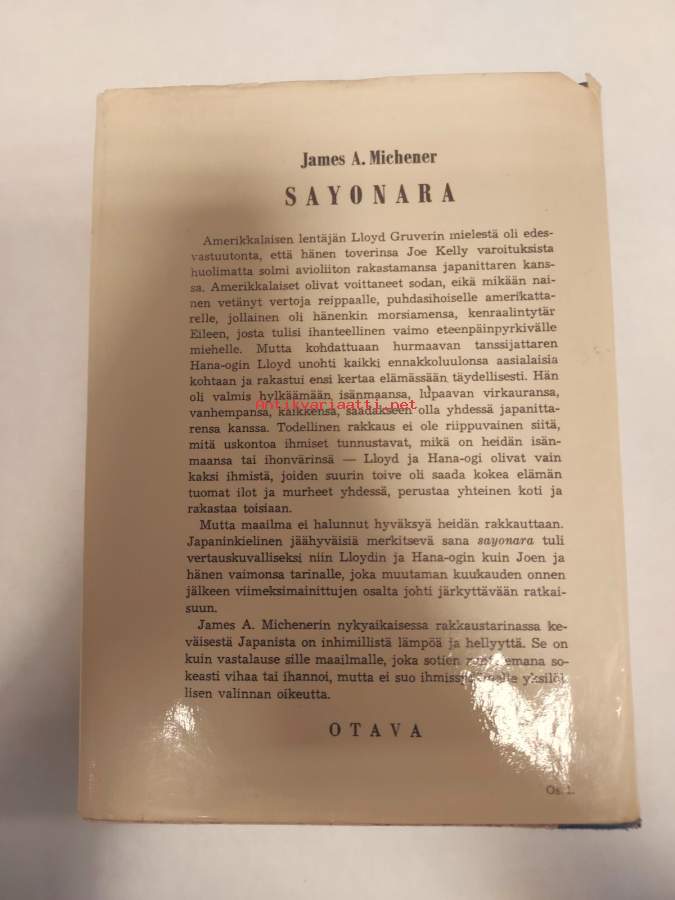 James A. Michener
SAYONARA
Amerikkalaisen lentäjän Lloyd Gruverin mielestä oli edes-
vastuutonta, että hänen toverinsa Joe Kelly varoituksista
huolimatta solmi avioliiton rakastamansa japanittaren kans-
sa. Amerikkalaiset olivat voittaneet sodan, eikä mikään nai-
nen vetänyt vertoja reippaalle, puhdasihoiselle amerikatta-
relle, jollainen oli hänenkin morsiamensa, kenraalintytär
Eileen, josta tulisi ihanteellinen vaimo eteenpäinpyrkivälle
miehelle. Mutta kohdattuaan hurmaavan tanssijattaren
Hana-ogin Lloyd unohti kaikki ennakkoluulonsa aasialaisia
kohtaan ja rakastui ensi kertaa elämässään täydellisesti. Hän
oli valmis hylkäämään isänmaansa, lupaavan virkauransa,
Antikvariaatti.net
vanhempansa, kaikkensa, saadakseen olla yhdessä japanitta-
rensa kanssa. Todellinen rakkaus ei ole riippuvainen siitä,
mitä uskontoa ihmiset tunnustavat, mikä on heidän isän-
maansa tai ihonvärinsä — Lloyd ja Hana-ogi olivat vain
kaksi ihmistä, joiden suurin toive oli saada kokea elämän
tuomat ilot ja murheet yhdessä, perustaa yhteinen koti ja
rakastaa toisiaan.
Mutta maailma ei halunnut hyväksyä heidän rakkauttaan.
Japaninkielinen jäähyväisiä merkitsevä sana sayonara tuli
vertauskuvalliseksi niin Lloydin ja Hana-ogin kuin Joen ja
hänen vaimonsa tarinalle, joka muutaman kuukauden onnen
jälkeen viimeksimainittujen osalta johti järkyttävään ratkai-
suun.
James A. Michenerin nykyaikaisessa rakkaustarinassa ke-
väisestä Japanista on inhimillistä lämpöä ja hellyyttä. Se on
kuin vastalause sille maailmalle, joka sotien so-
keasti vihaa tai ihannoi, mutta ei suo
lisen valinnan oikeutta.
OTAVA